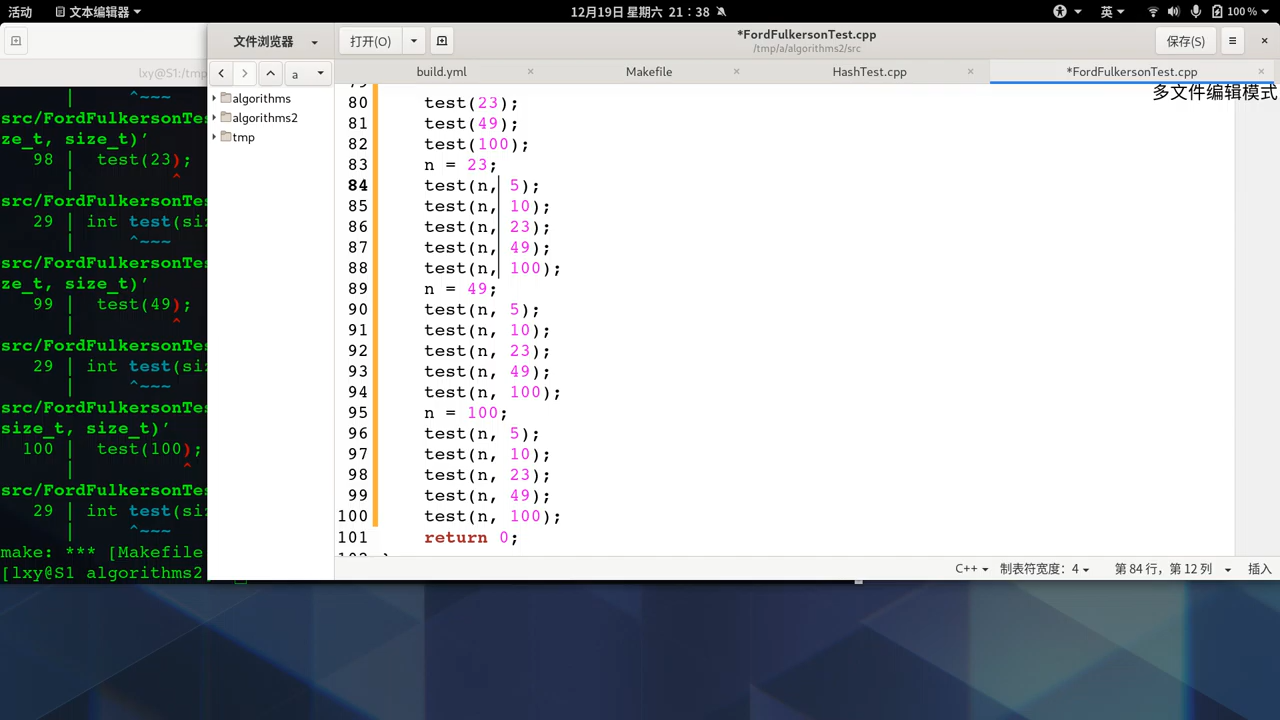 活动 文本编辑器 12月19日 星期六 21：38 英 100 %
文件浏览器 打开(O) *FordFulkersonTest.cpp 保存(S)
/tmp/a/algorithms2/src
lxy@S1:/tmp
a build.yml Makefile HashTest.cpp *FordFulkersonTest.cpp
多文件编辑模式
algorithms
algorithms2
tmp
| ^~~~
src/FordFulkersonTes
ze_t, size_t)’
98 | test(23);
| ^
src/FordFulkersonTes
29 | int test(si
| ^~~~
src/FordFulkersonTes
ze_t, size_t)’
99 | test(49);
| ^
src/FordFulkersonTes
29 | int test(si
| ^~~~
src/FordFulkersonTes
size_t, size_t)’
100 | test(100);
| ^
src/FordFulkersonTes
29 | int test(si
| ^~~~
make: *** [Makefile
[lxy@S1 algorithms2
80 test(23);
81 test(49);
82 test(100);
83 n = 23;
84 test(n, 5);
85 test(n, 10);
86 test(n, 23);
87 test(n, 49);
88 test(n, 100);
89 n = 49;
90 test(n, 5);
91 test(n, 10);
92 test(n, 23);
93 test(n, 49);
94 test(n, 100);
95 n = 100;
96 test(n, 5);
97 test(n, 10);
98 test(n, 23);
99 test(n, 49);
100 test(n, 100);
101 return 0;
C++ 制表符宽度：4 第 84 行，第 12 列 插入